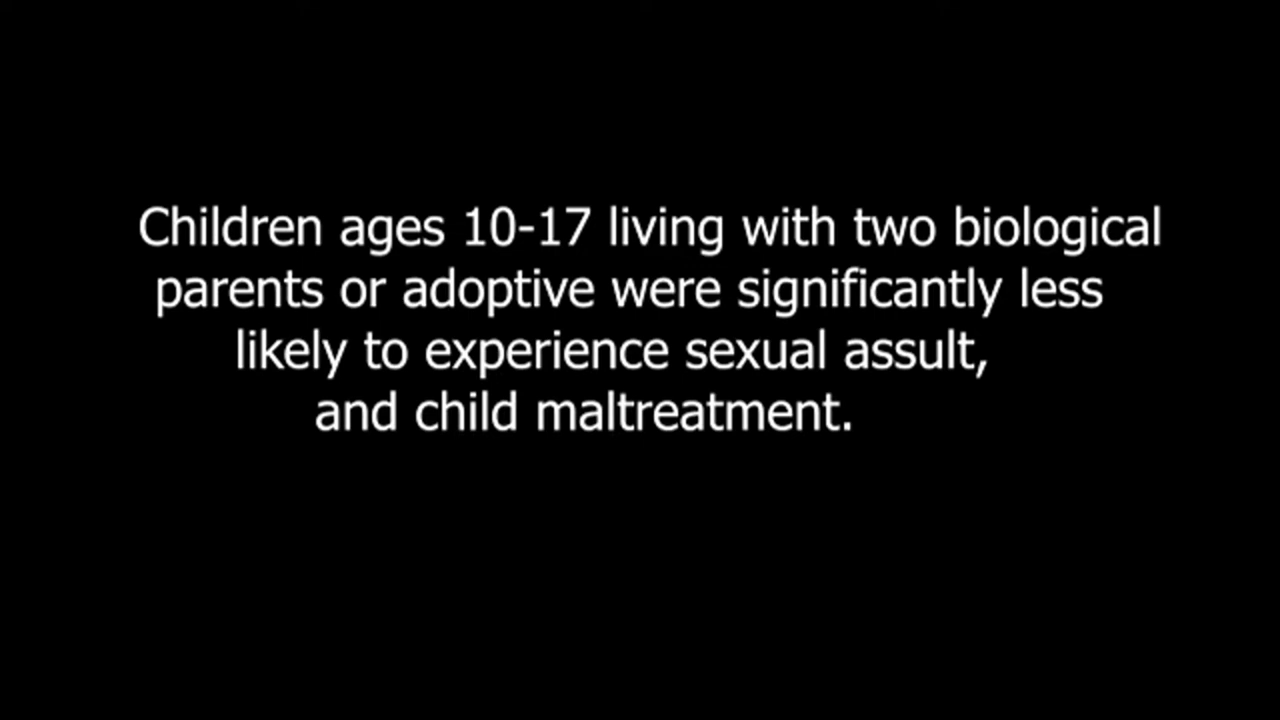 Children ages 10-17 living with two biological
parents or adoptive were significantly less
likely to experience sexual assult,
and child maltreatment.